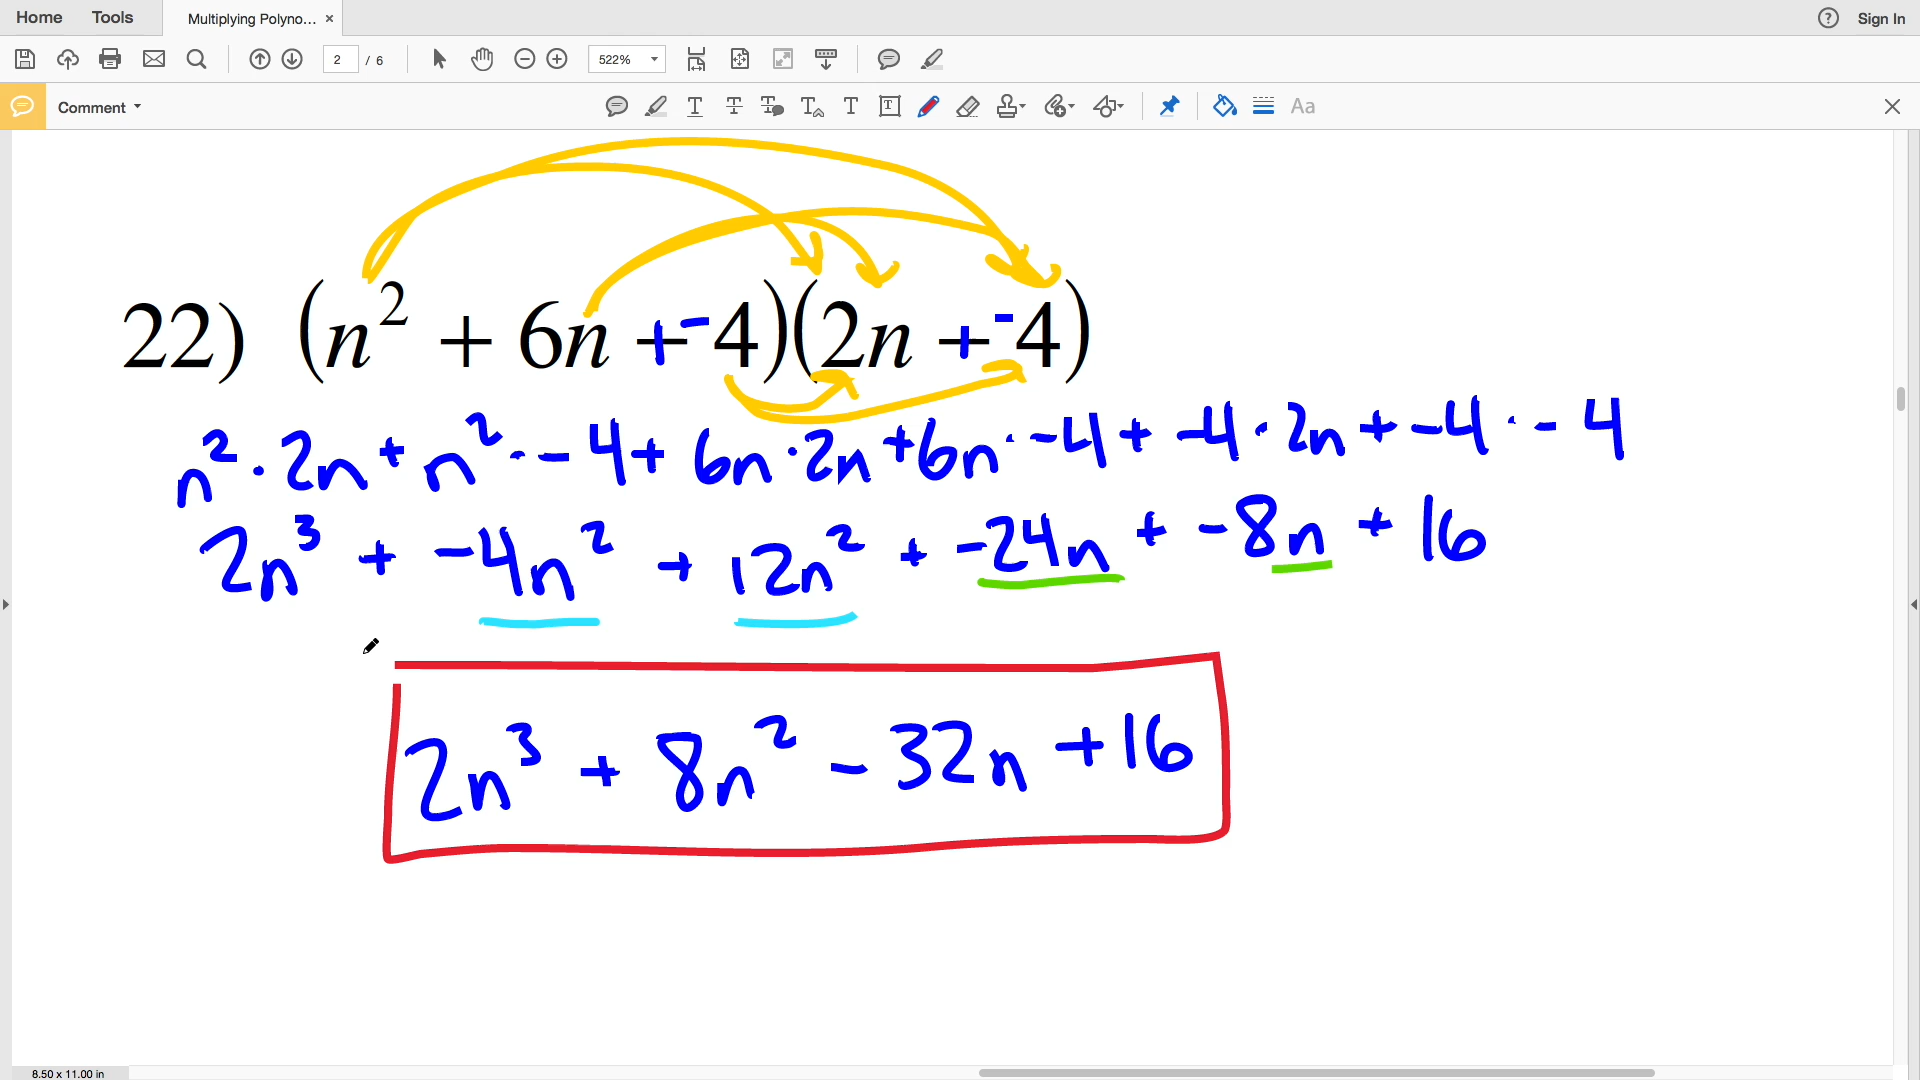 Home Tools Multiplying Polyno... × ? Sign In
2 / 6 522%
Comment T T T T T T Aa
22) (n² + 6n + -4)(2n + -4)
n² · 2n + n² · -4 + 6n · 2n + 6n · -4 + -4 · 2n + -4 · -4
2n³ + -4n² + 12n² + -24n + -8n + 16
2n³ + 8n² - 32n + 16
8.50 x 11.00 in